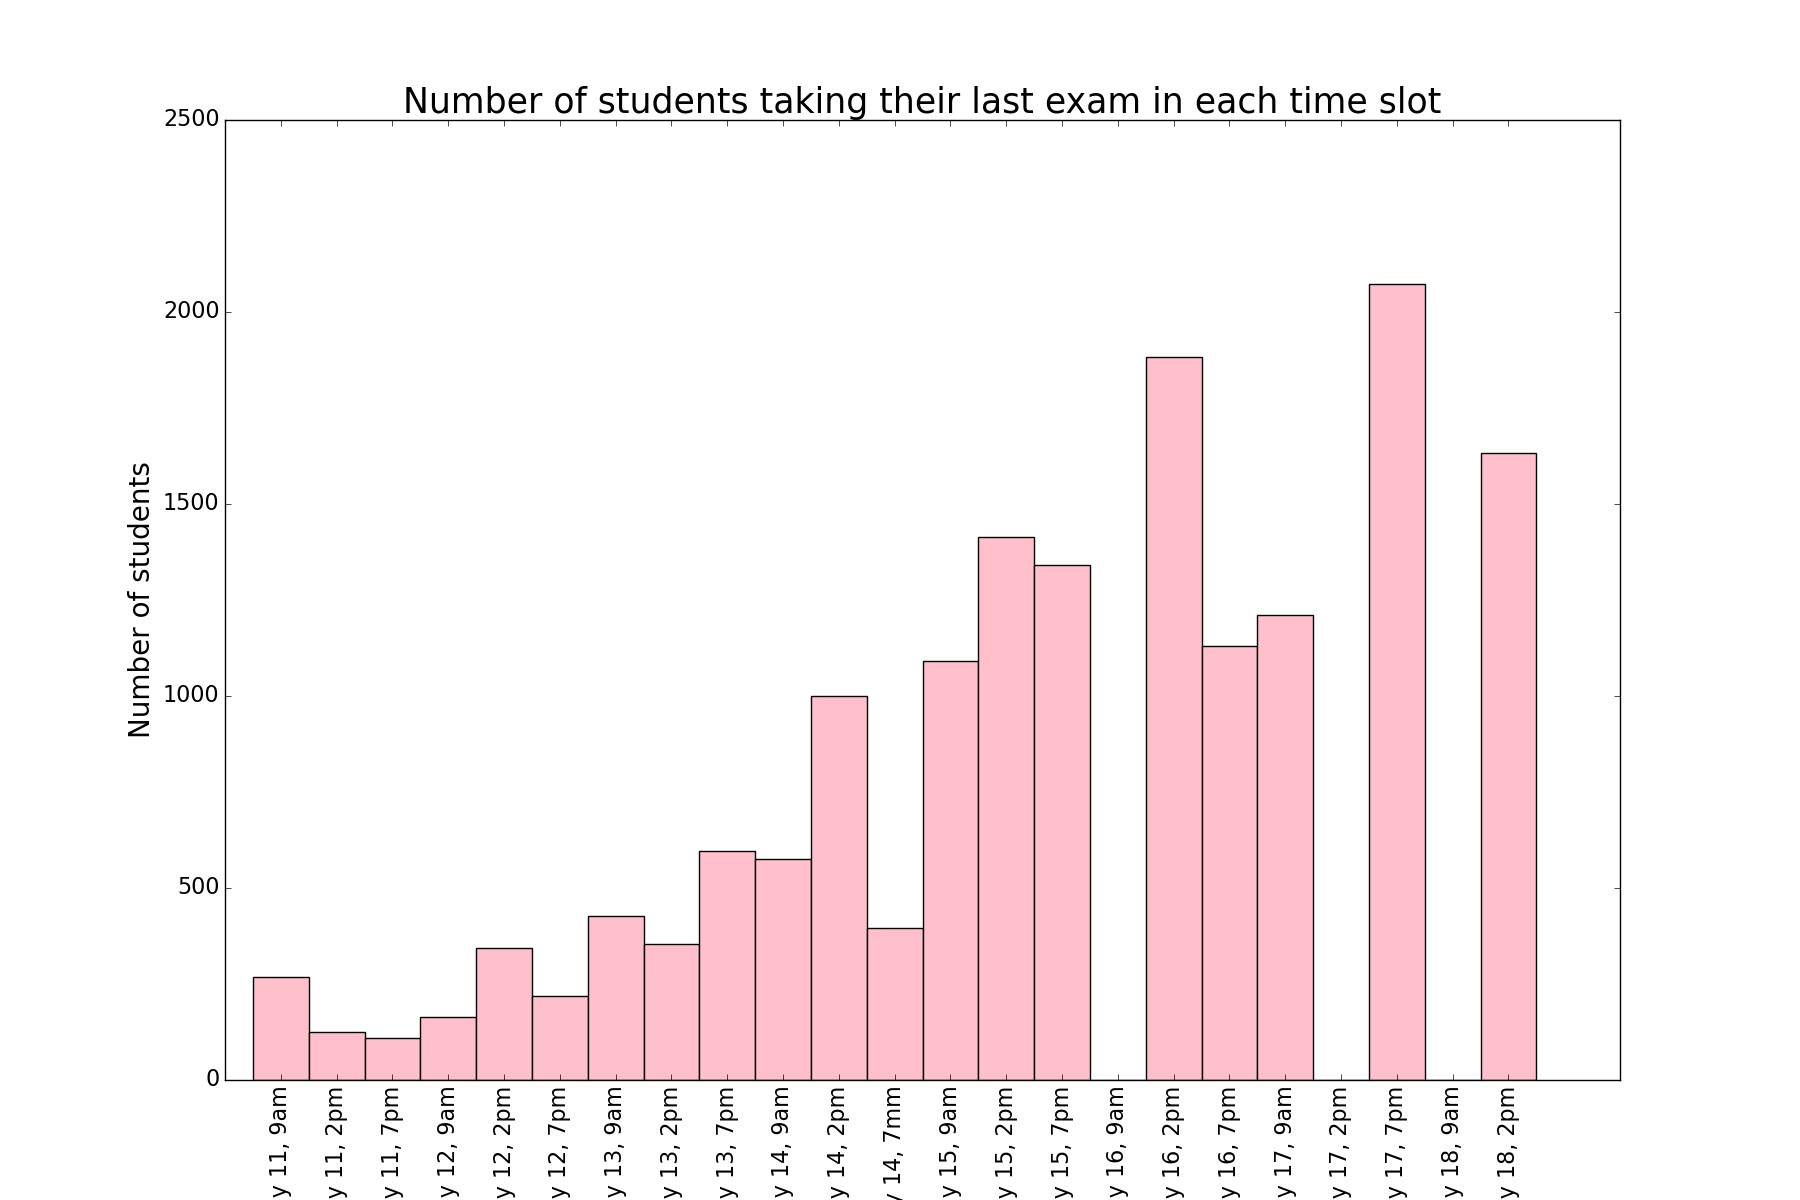 Number of students taking their last exam in each time slot
Number of students
2500
2000
1500
1000
500
0
y 11, 9am
y 11, 2pm
y 11, 7pm
y 12, 9am
y 12, 2pm
y 12, 7pm
y 13, 9am
y 13, 2pm
y 13, 7pm
y 14, 9am
y 14, 2pm
y 14, 7mm
y 15, 9am
y 15, 2pm
y 15, 7pm
y 16, 9am
y 16, 2pm
y 16, 7pm
y 17, 9am
y 17, 2pm
y 17, 7pm
y 18, 9am
y 18, 2pm